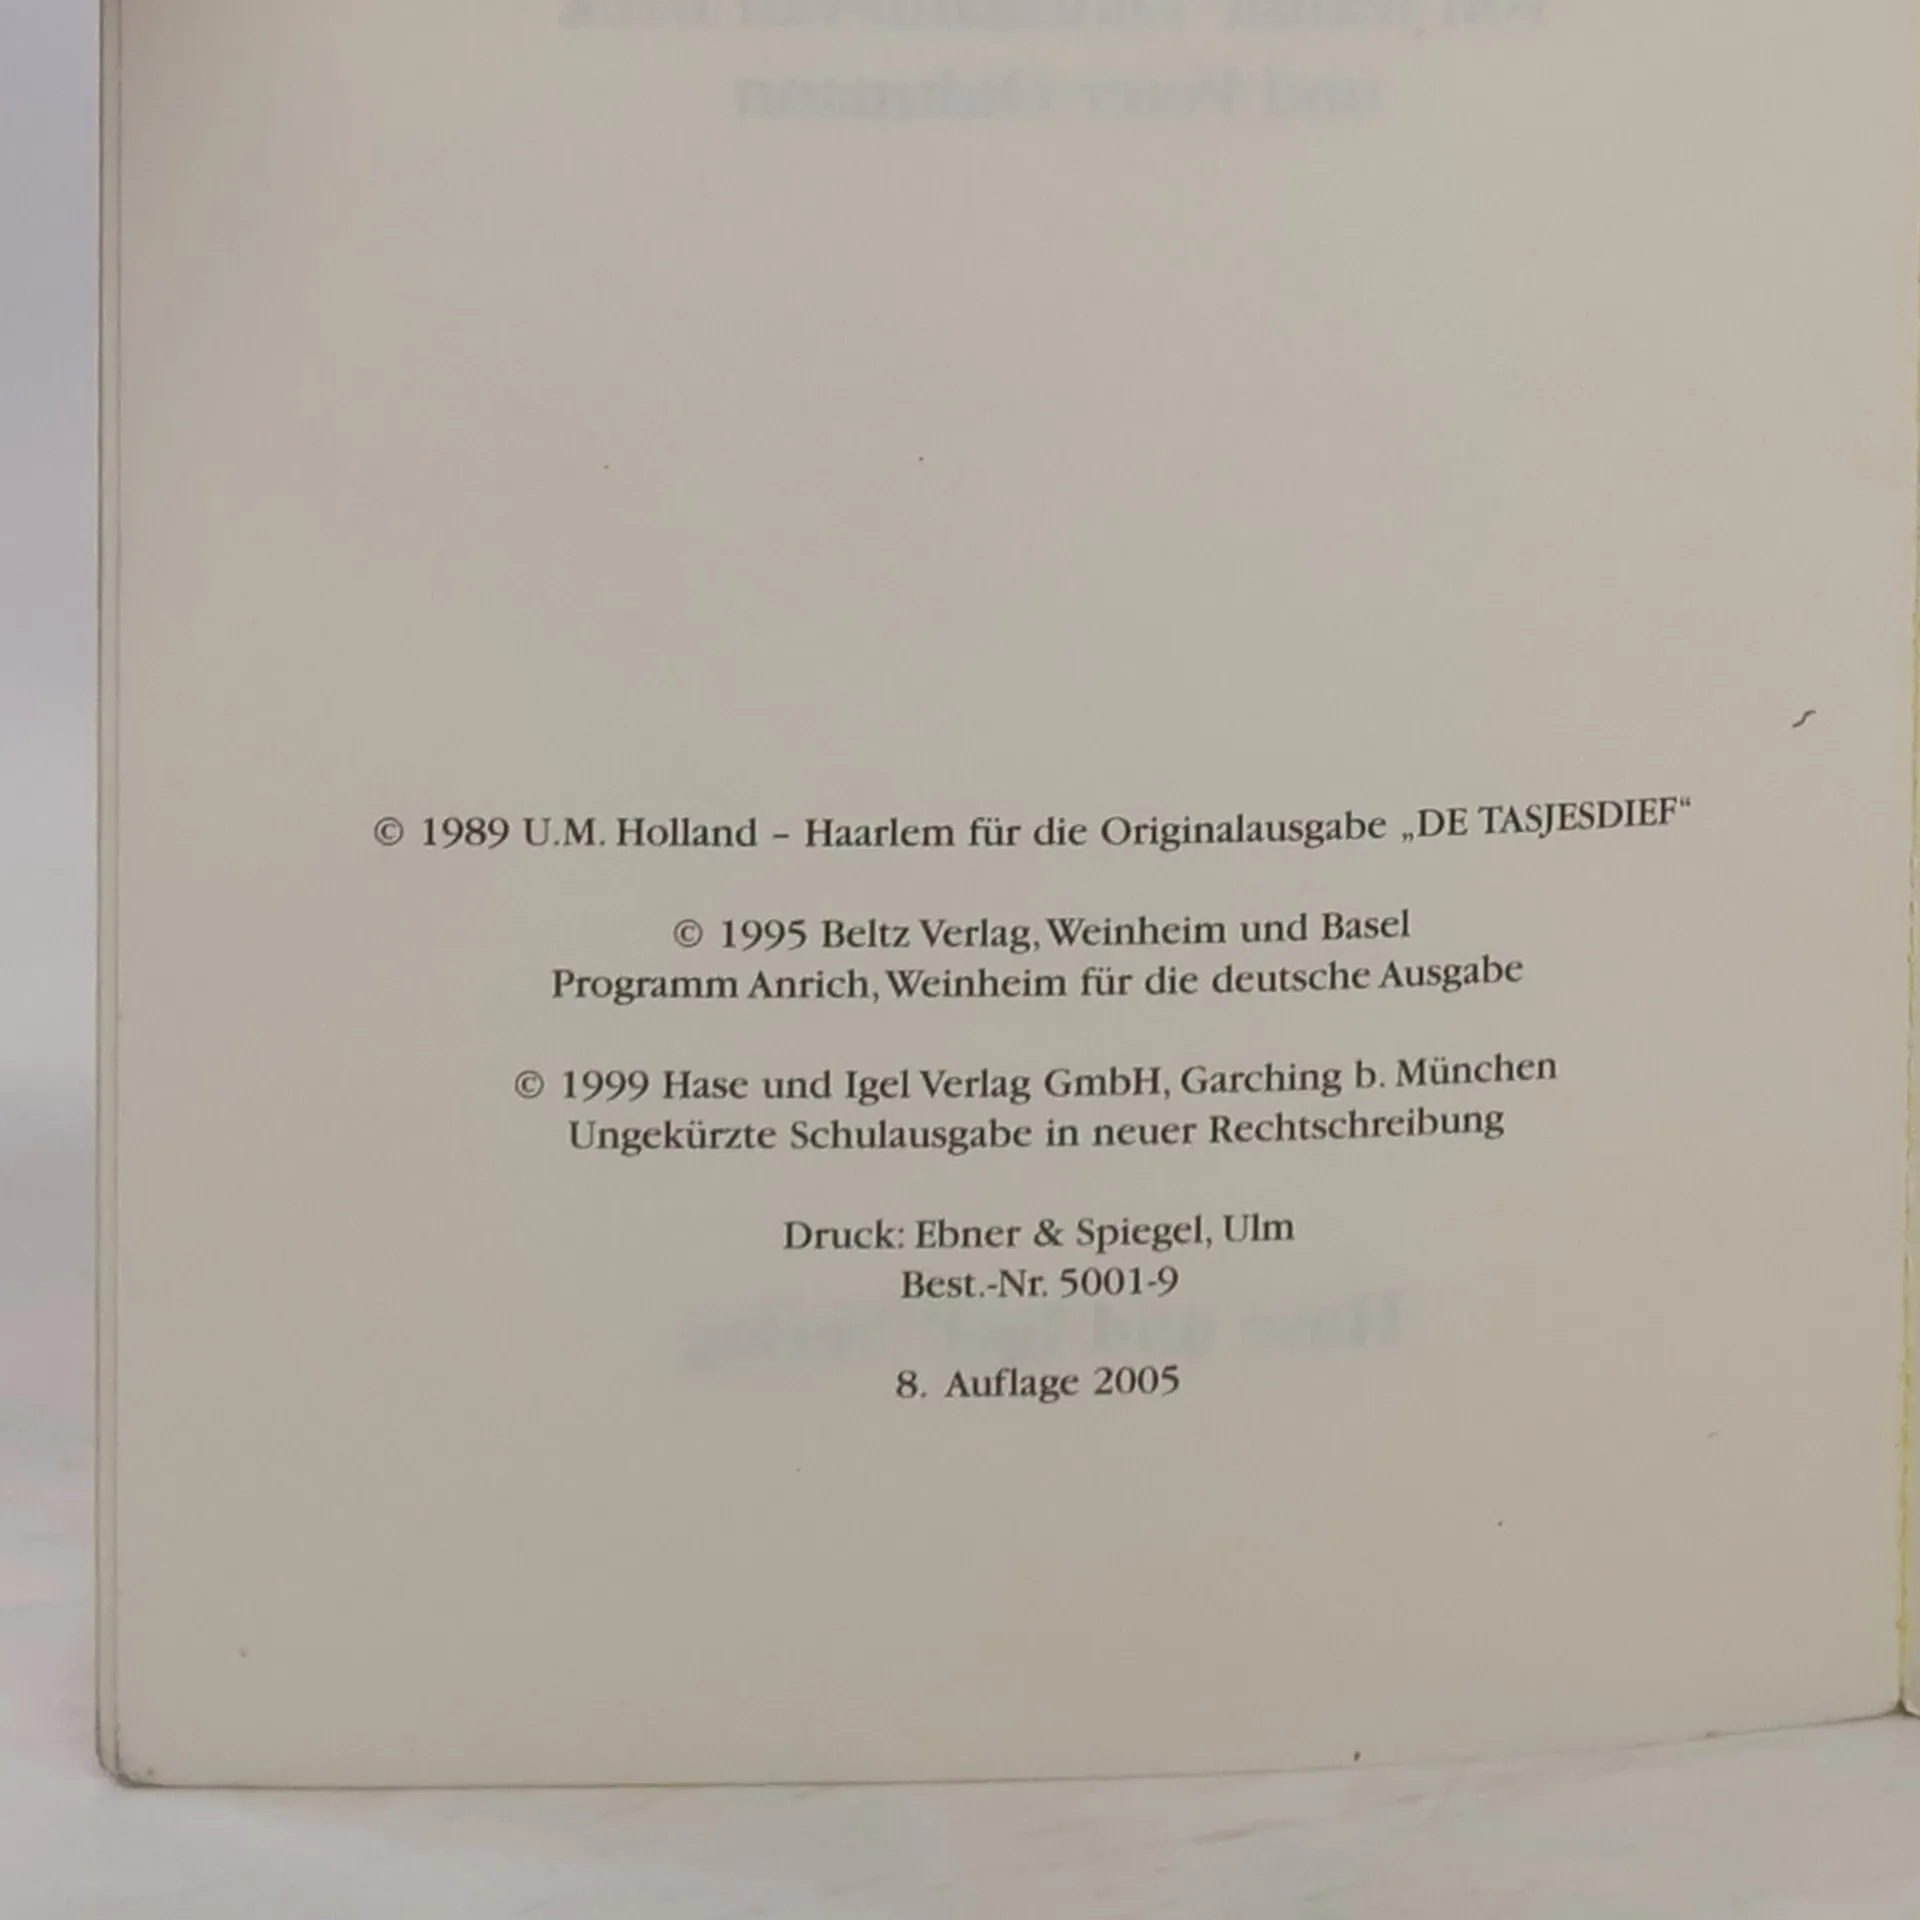 © 1989 U.M. Holland – Haarlem für die Originalausgabe „DE TASJESDIEF“
© 1995 Beltz Verlag, Weinheim und Basel
Programm Anrich, Weinheim für die deutsche Ausgabe
© 1999 Hase und Igel Verlag GmbH, Garching b. München
Ungekürzte Schulausgabe in neuer Rechtschreibung
Druck: Ebner & Spiegel, Ulm
Best.-Nr. 5001-9
8. Auflage 2005